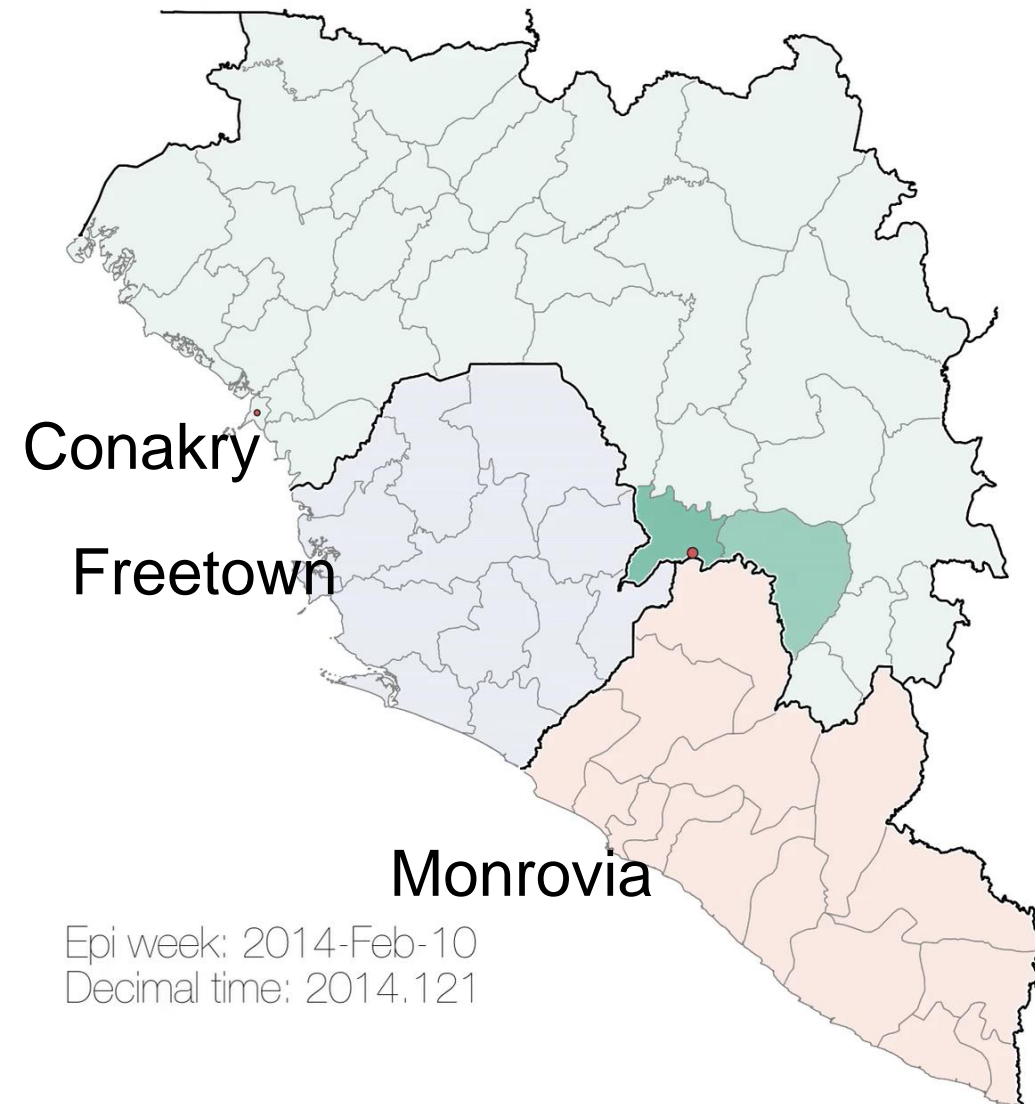 Conakry
Freetown
Monrovia
Epi week: 2014-Feb-10
Decimal time: 2014.121